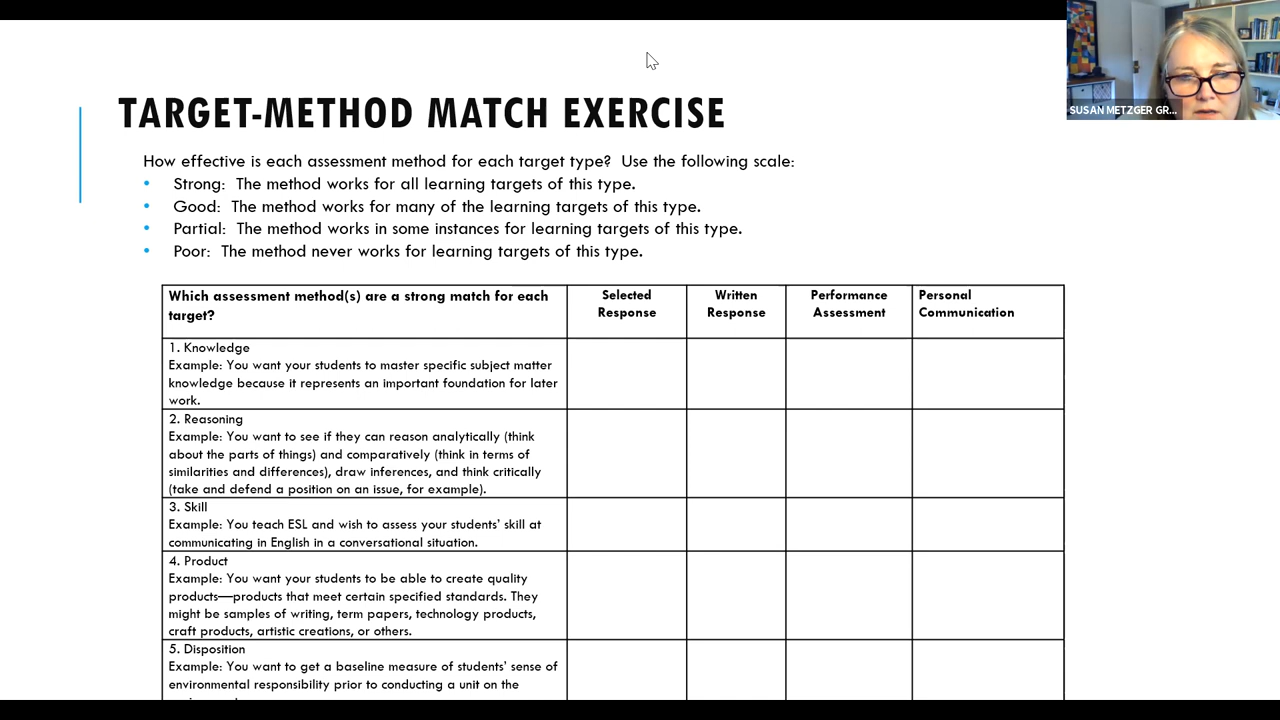 SUSAN METZGER GR...
TARGET-METHOD MATCH EXERCISE
How effective is each assessment method for each target type?  Use the following scale:
• Strong:  The method works for all learning targets of this type.
• Good:  The method works for many of the learning targets of this type.
• Partial:  The method works in some instances for learning targets of this type.
• Poor:  The method never works for learning targets of this type.
Which assessment method(s) are a strong match for each
target?
Selected
Response
Written
Response
Performance
Assessment
Personal
Communication
1. Knowledge
Example: You want your students to master specific subject matter
knowledge because it represents an important foundation for later
work.
2. Reasoning
Example: You want to see if they can reason analytically (think
about the parts of things) and comparatively (think in terms of
similarities and differences), draw inferences, and think critically
(take and defend a position on an issue, for example).
3. Skill
Example: You teach ESL and wish to assess your students' skill at
communicating in English in a conversational situation.
4. Product
Example: You want your students to be able to create quality
products—products that meet certain specified standards. They
might be samples of writing, term papers, technology products,
craft products, artistic creations, or others.
5. Disposition
Example: You want to get a baseline measure of students' sense of
environmental responsibility prior to conducting a unit on the